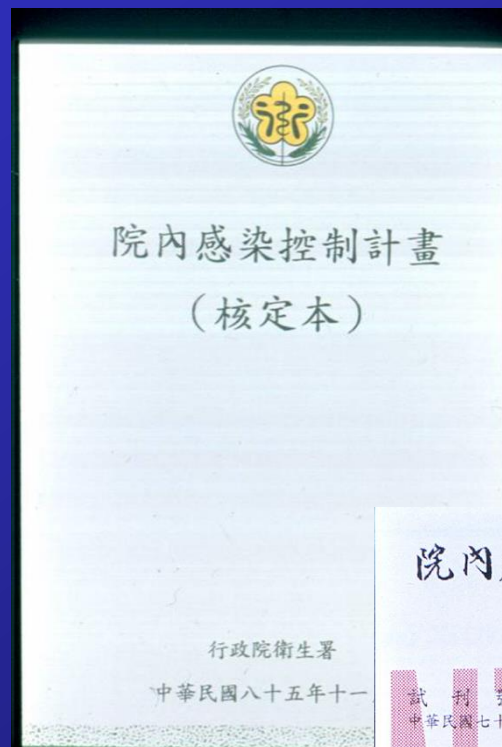 院內感染控制計畫
（核定本）
行政院衛生署
中華民國八十五年十一
院內
試刊
中華民國七十